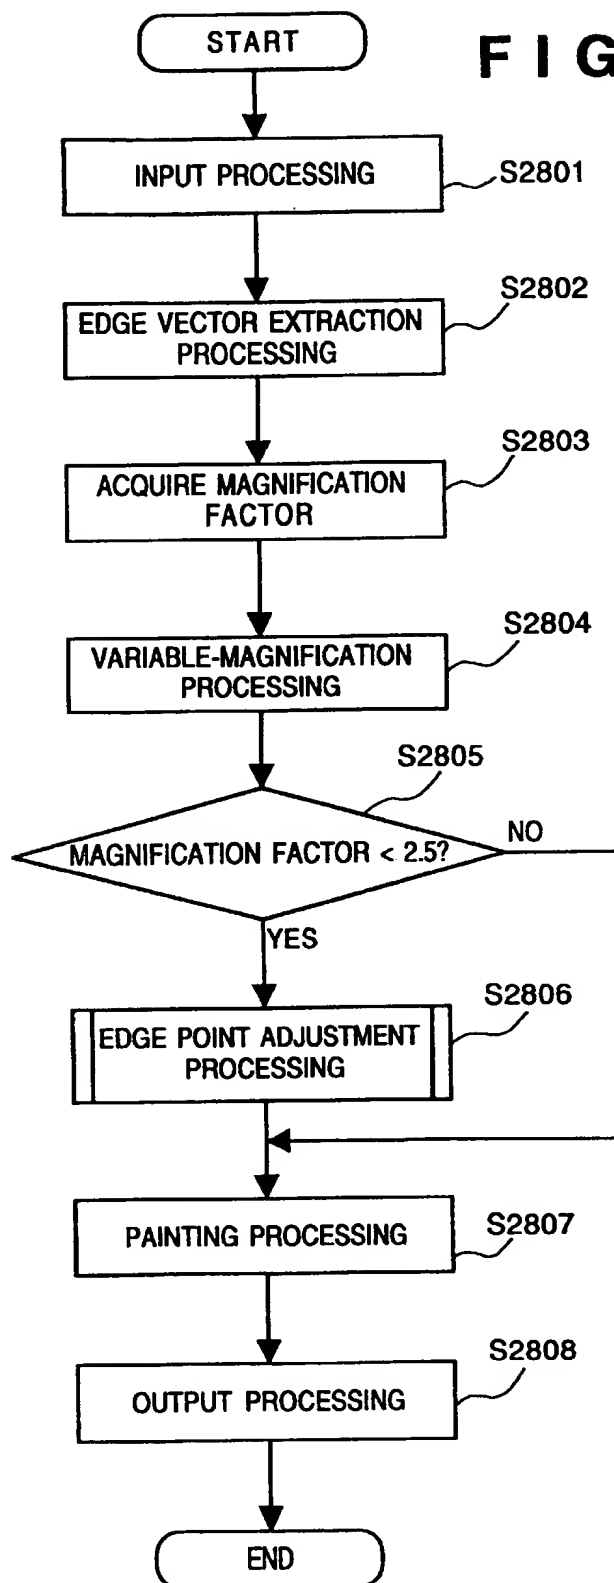 START
FIG
INPUT PROCESSING
S2801
S2802
EDGE VECTOR EXTRACTION
PROCESSING
S2803
ACQUIRE MAGNIFICATION
FACTOR
S2804
VARIABLE-MAGNIFICATION
PROCESSING
S2805
MAGNIFICATION FACTOR < 2.5?
NO
YES
S2806
EDGE POINT ADJUSTMENT
PROCESSING
S2807
PAINTING PROCESSING
S2808
OUTPUT PROCESSING
END